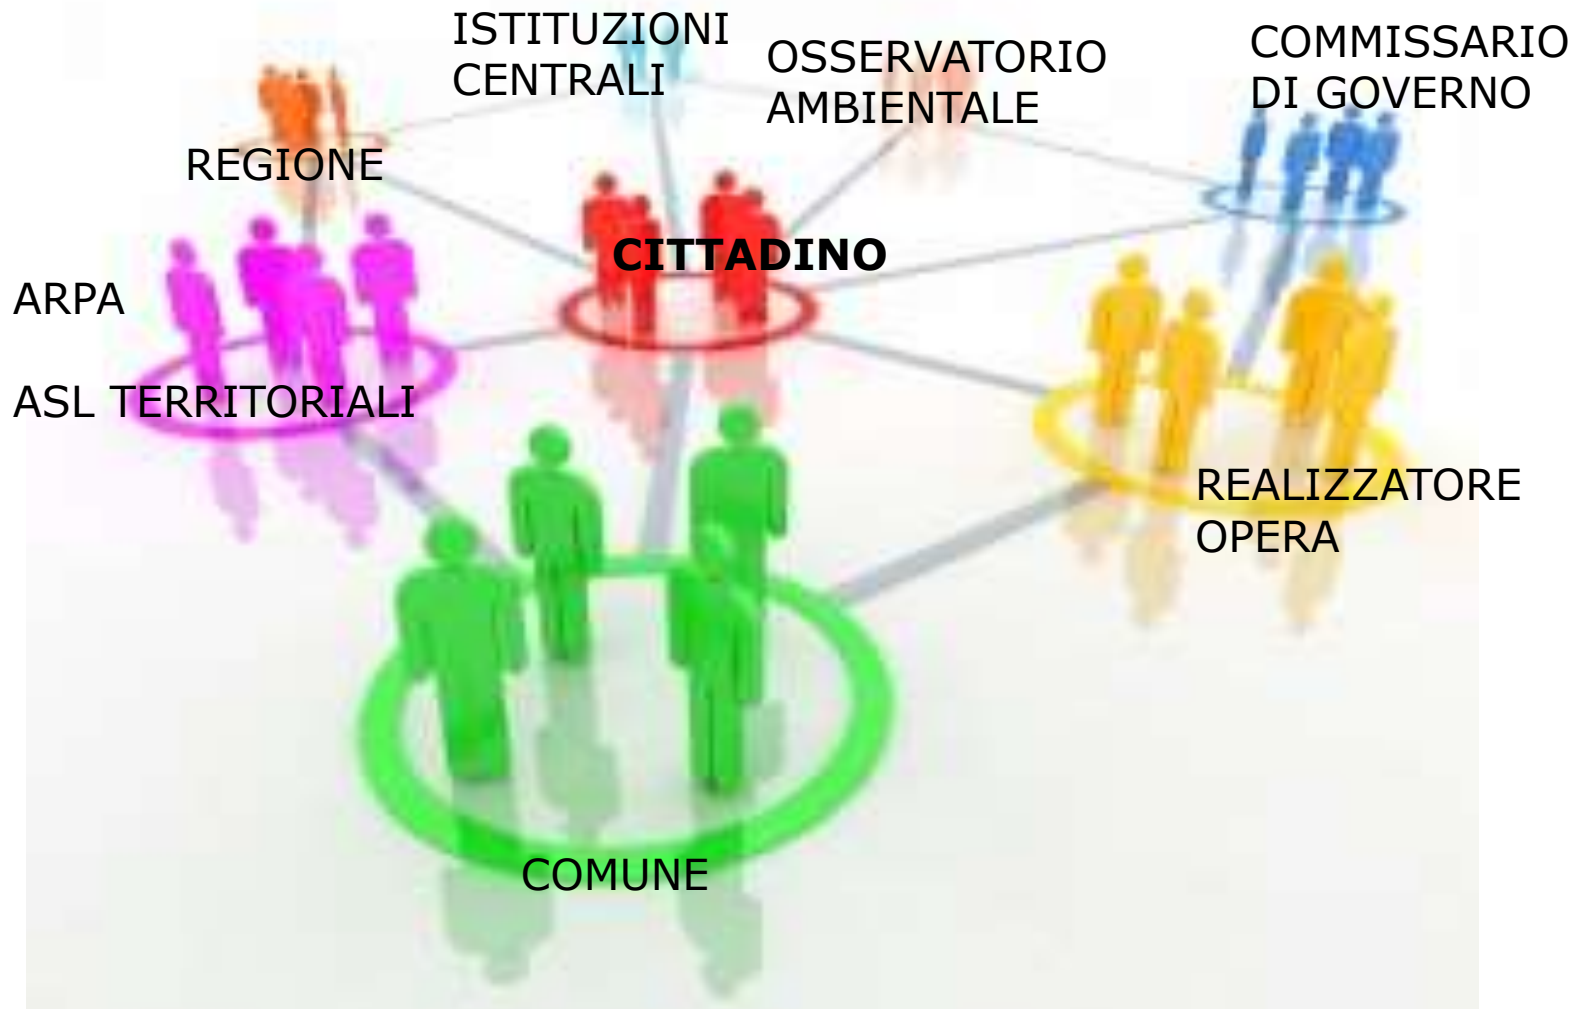 ISTITUZIONI
CENTRALI
OSSERVATORIO
AMBIENTALE
COMMISSARIO
DI GOVERNO
REGIONE
CITTADINO
ARPA
ASL TERRITORIALI
REALIZZATORE
OPERA
COMUNE